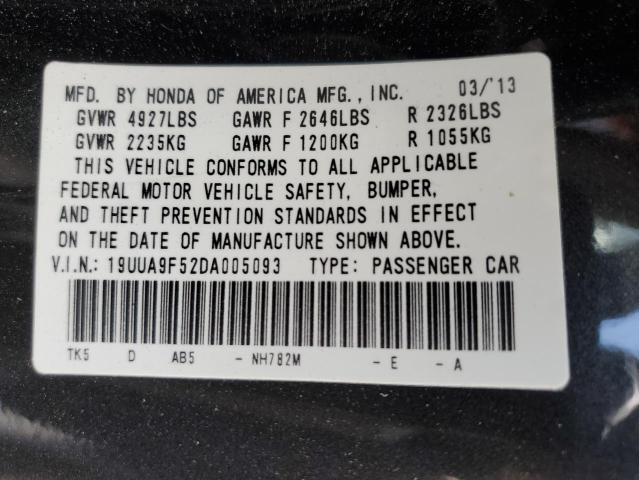 MFD. BY HONDA OF AMERICA MFG., INC. 03/'13
GVWR 4927LBS GAWR F 2646LBS R 2326LBS
GVWR 2235KG GAWR F 1200KG R 1055KG
THIS VEHICLE CONFORMS TO ALL APPLICABLE
FEDERAL MOTOR VEHICLE SAFETY, BUMPER,
AND THEFT PREVENTION STANDARDS IN EFFECT
ON THE DATE OF MANUFACTURE SHOWN ABOVE.
V.I.N.: 19UUA9F52DA005093 TYPE: PASSENGER CAR
TK5 D AB5 - NH782M - E - A